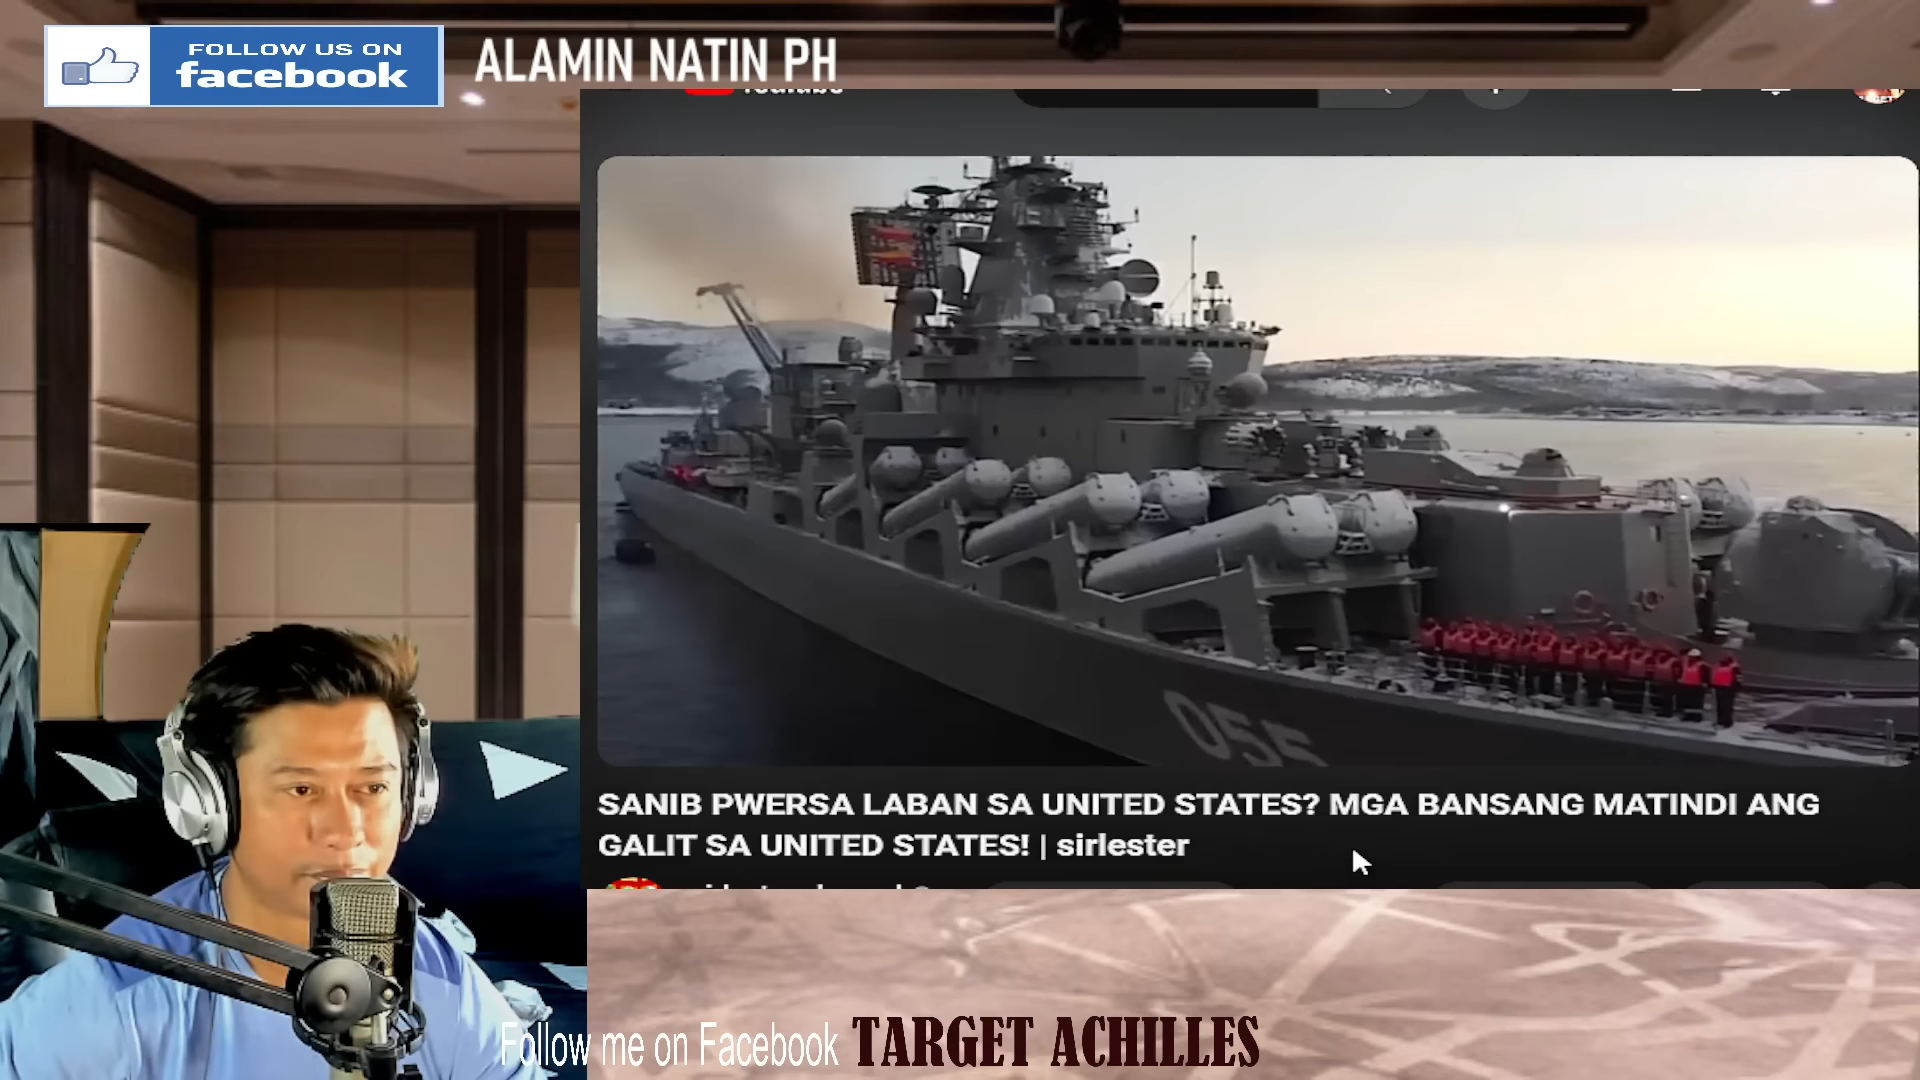 FOLLOW US ON
facebook
ALAMIN NATIN PH
YouTube
055
SANIB PWERSA LABAN SA UNITED STATES? MGA BANSANG MATINDI ANG
GALIT SA UNITED STATES! | sirlester
Follow me on Facebook TARGET ACHILLES